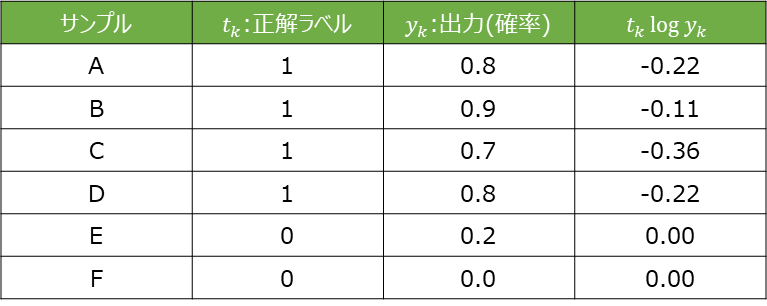 サンプル t_k：正解ラベル y_k：出力(確率) t_k log y_k
A 1 0.8 -0.22
B 1 0.9 -0.11
C 1 0.7 -0.36
D 1 0.8 -0.22
E 0 0.2 0.00
F 0 0.0 0.00